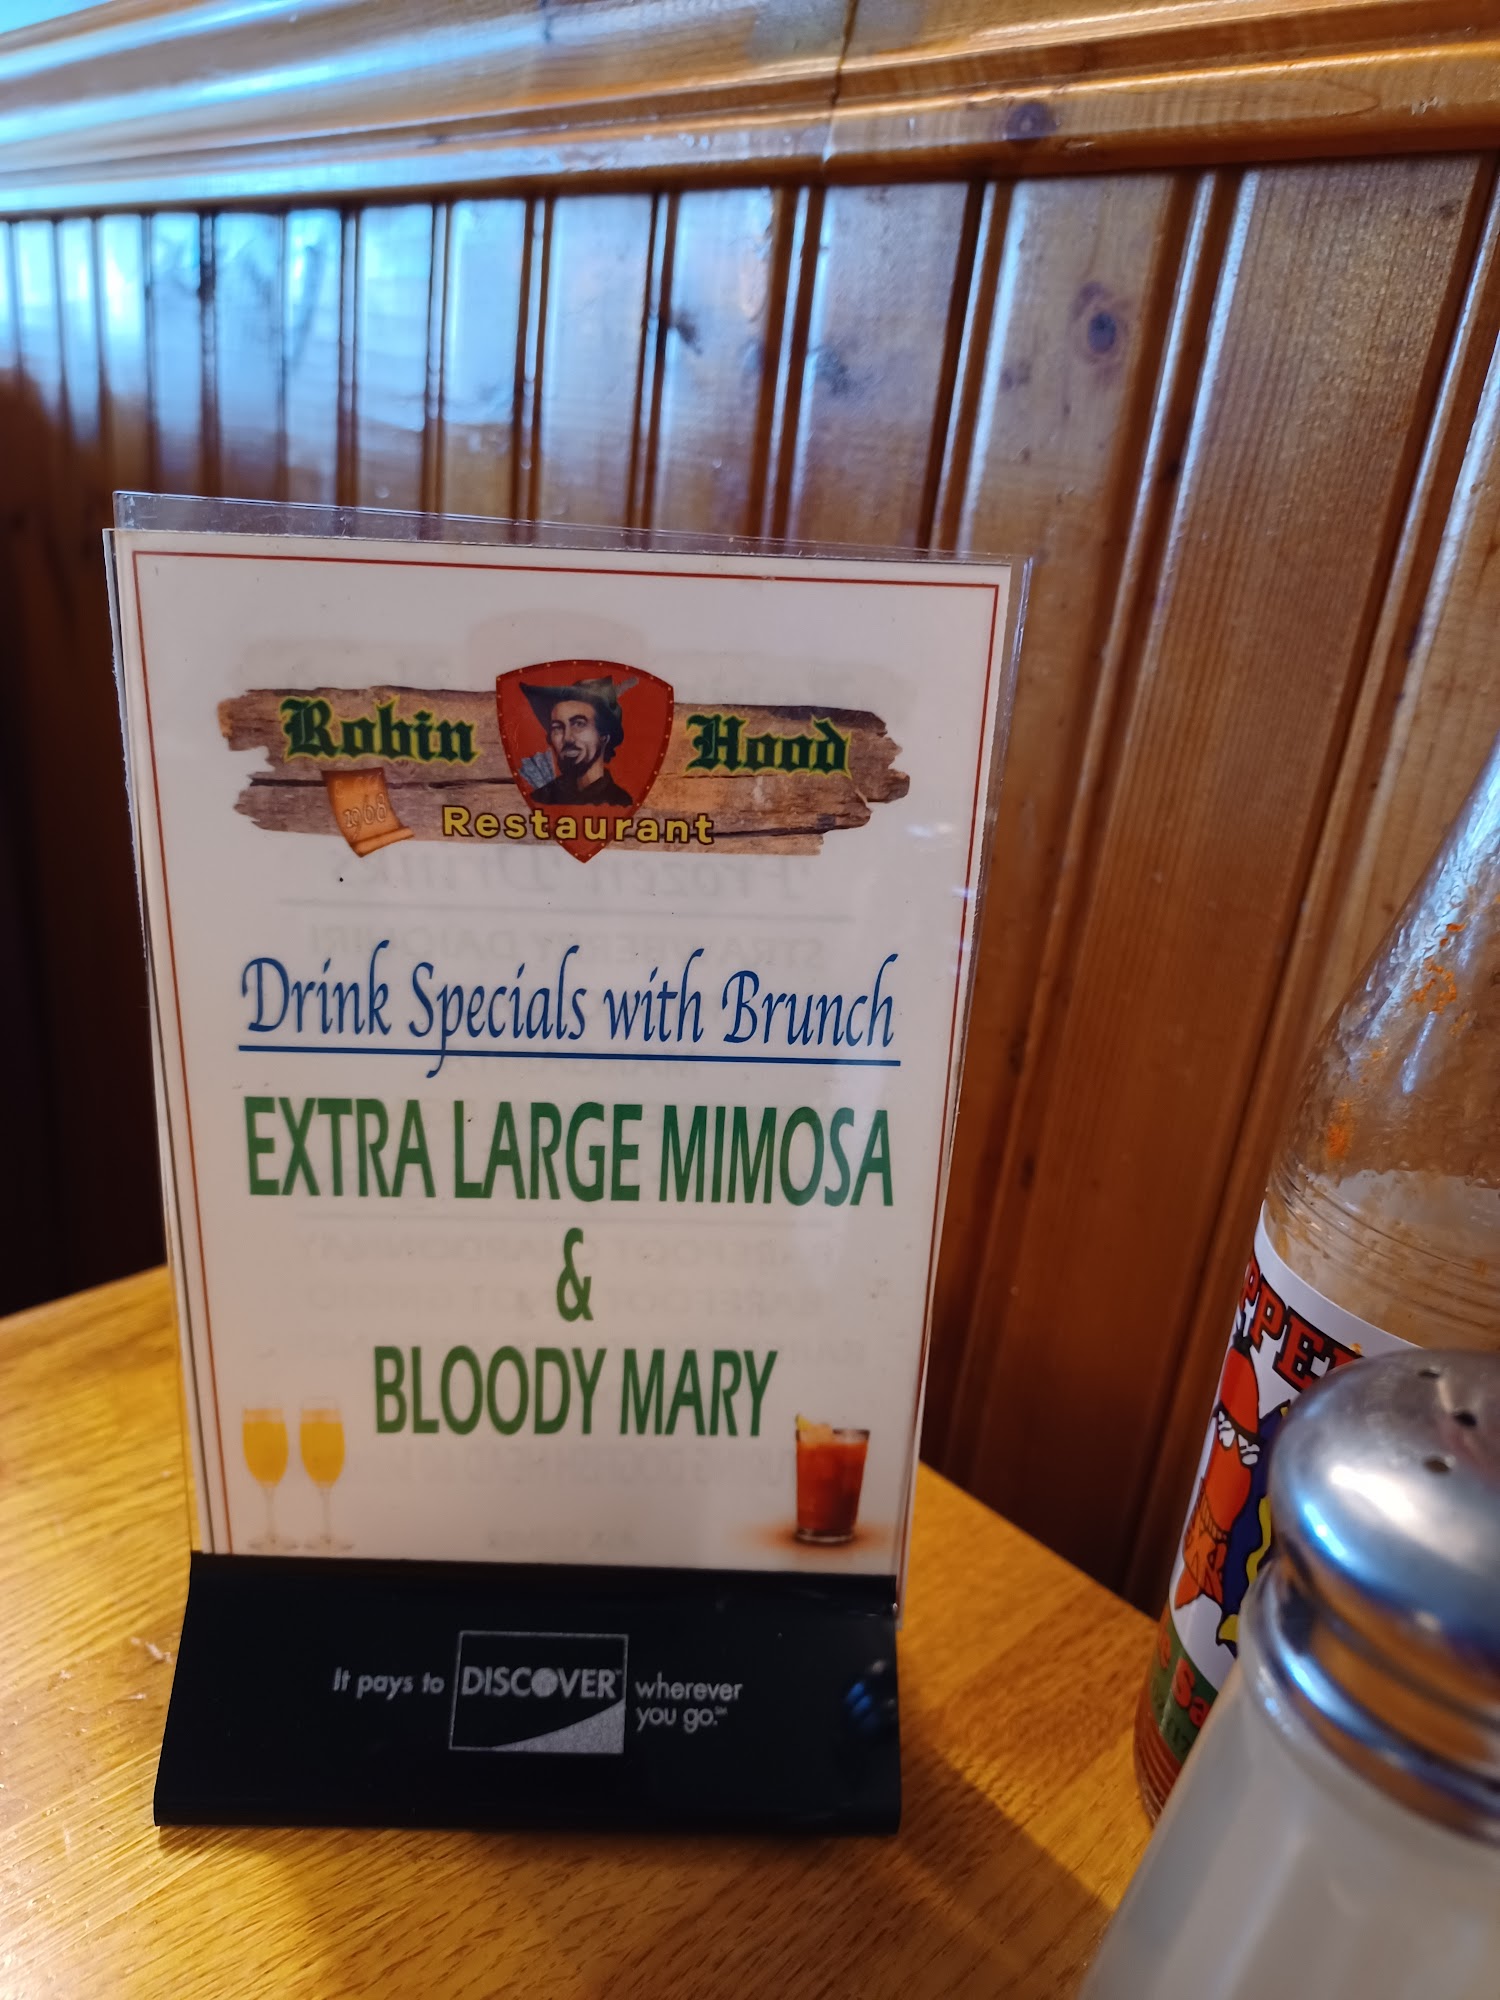 Robin Hood
1968
Restaurant
Drink Specials with Brunch
EXTRA LARGE MIMOSA
&
BLOODY MARY
It pays to DISCOVER wherever
you go.℠